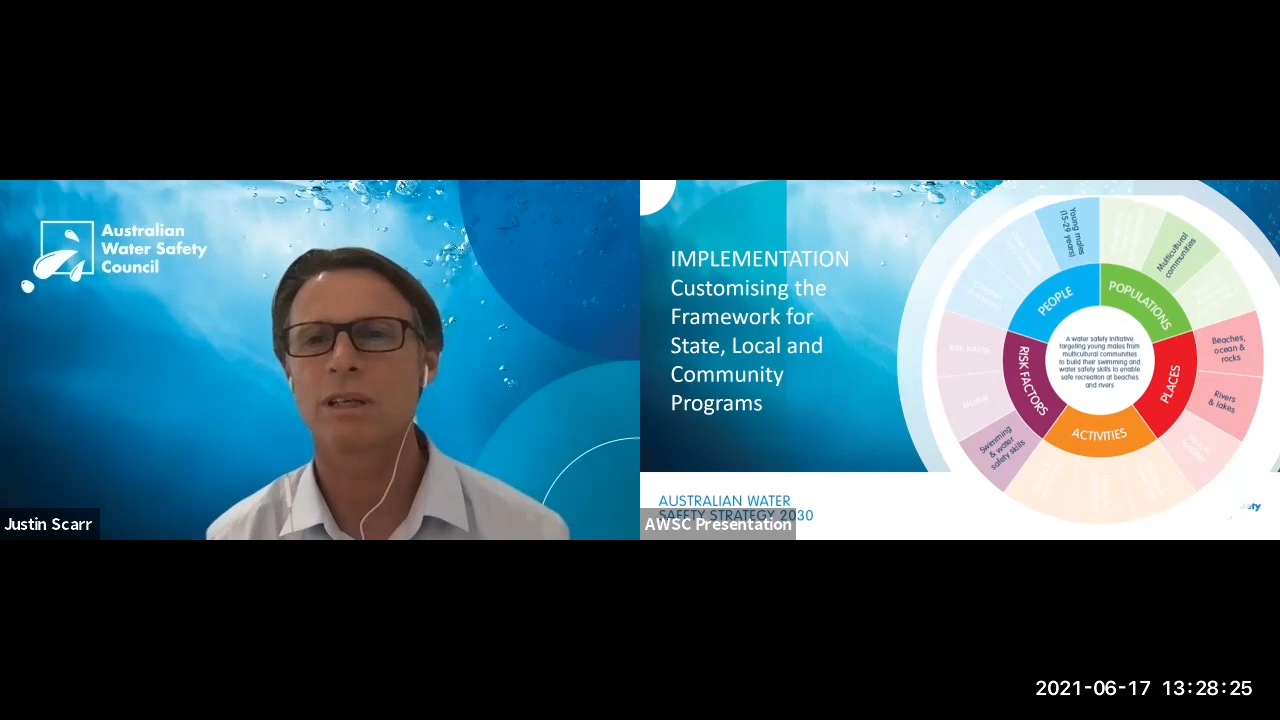 Australian
Water Safety
Council
Justin Scarr
IMPLEMENTATION
Customising the
Framework for
State, Local and
Community
Programs
AUSTRALIAN WATER
SAFETY STRATEGY 2030
AWSC Presentation
PEOPLE
POPULATIONS
PLACES
ACTIVITIES
RISK FACTORS
Young males
(15-29 years)
Multicultural
communities
Beaches,
ocean &
rocks
Rivers
& lakes
Swimming
& water
safety skills
Risk taking
Alcohol
A water safety initiative
targeting young males from
multicultural communities
to build their swimming and
water safety skills to enable
safe recreation at beaches
and rivers
2021-06-17 13:28:25